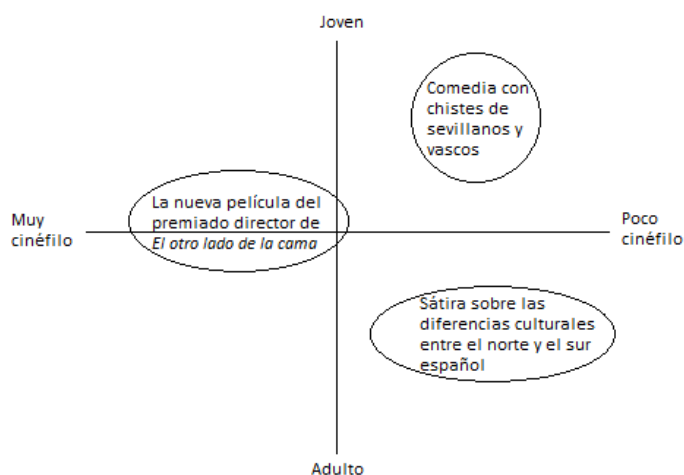 Joven
Comedia con
chistes de
sevillanos y
vascos
La nueva película del
premiado director de
El otro lado de la cama
Muy
cinéfilo
Poco
cinéfilo
Sátira sobre las
diferencias culturales
entre el norte y el sur
español
Adulto